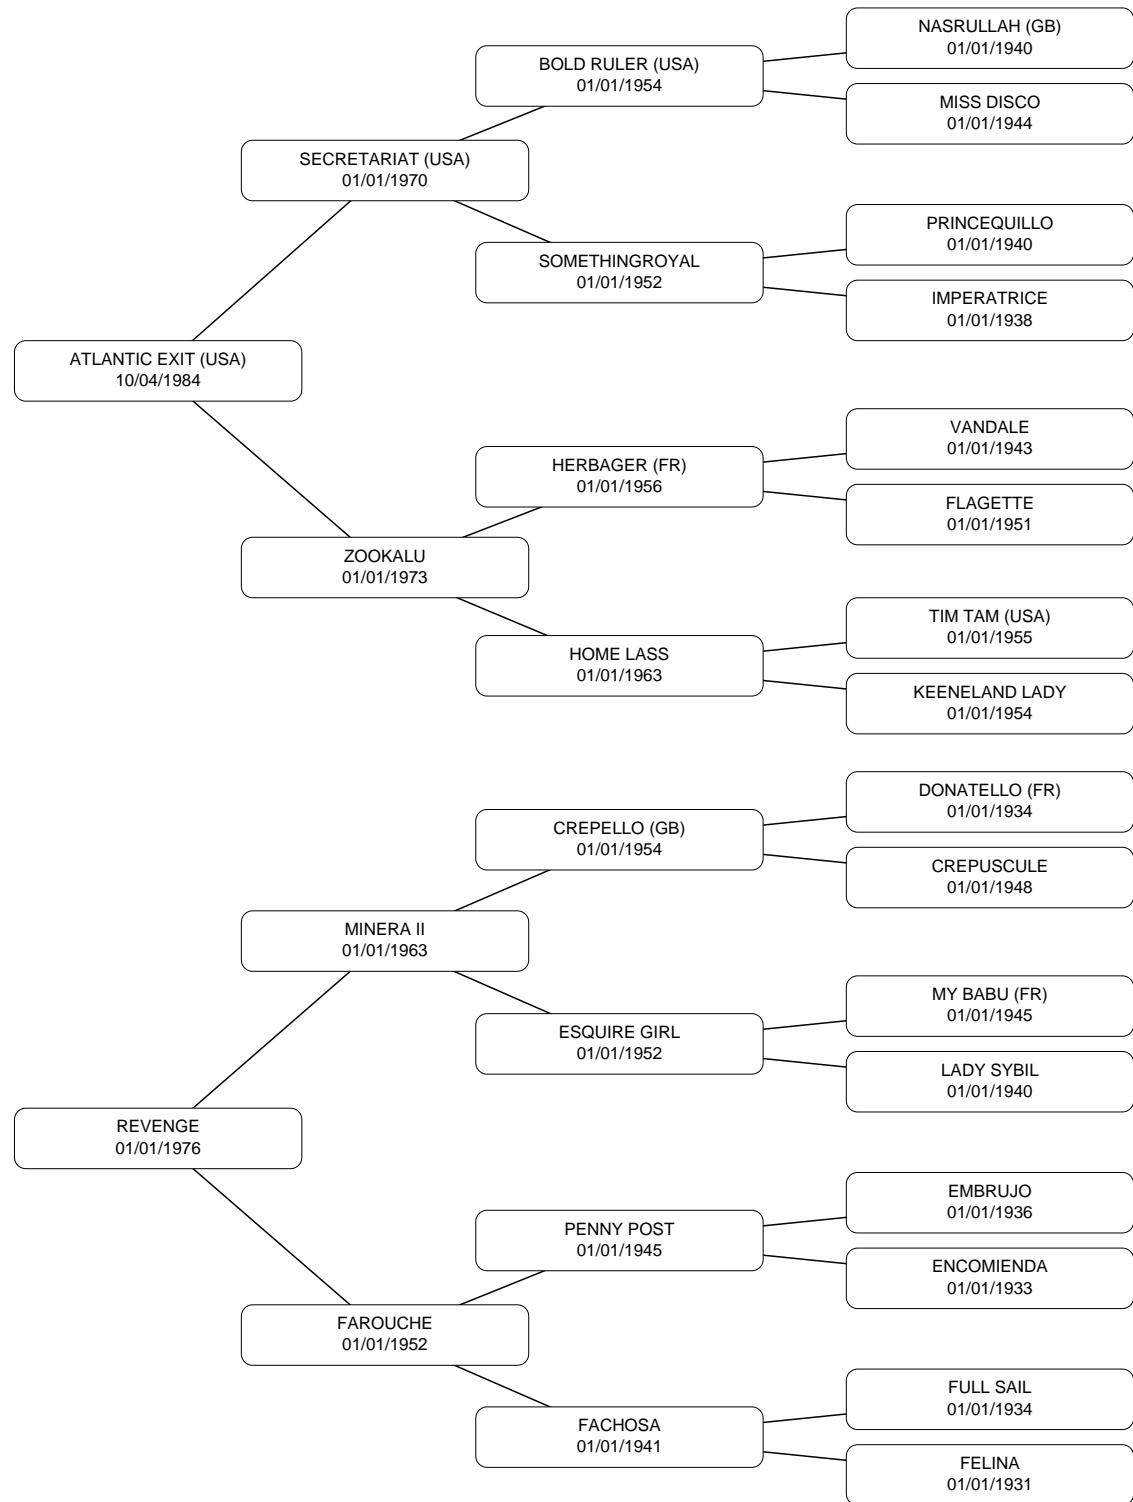 NASRULLAH (GB)
01/01/1940
BOLD RULER (USA)
01/01/1954
MISS DISCO
01/01/1944
SECRETARIAT (USA)
01/01/1970
PRINCEQUILLO
01/01/1940
SOMETHINGROYAL
01/01/1952
IMPERATRICE
01/01/1938
ATLANTIC EXIT (USA)
10/04/1984
VANDALE
01/01/1943
HERBAGER (FR)
01/01/1956
FLAGETTE
01/01/1951
ZOOKALU
01/01/1973
TIM TAM (USA)
01/01/1955
HOME LASS
01/01/1963
KEENELAND LADY
01/01/1954
DONATELLO (FR)
01/01/1934
CREPELLO (GB)
01/01/1954
CREPUSCULE
01/01/1948
MINERA II
01/01/1963
MY BABU (FR)
01/01/1945
ESQUIRE GIRL
01/01/1952
LADY SYBIL
01/01/1940
REVENGE
01/01/1976
EMBRUJO
01/01/1936
PENNY POST
01/01/1945
ENCOMIENDA
01/01/1933
FAROUCHE
01/01/1952
FULL SAIL
01/01/1934
FACHOSA
01/01/1941
FELINA
01/01/1931